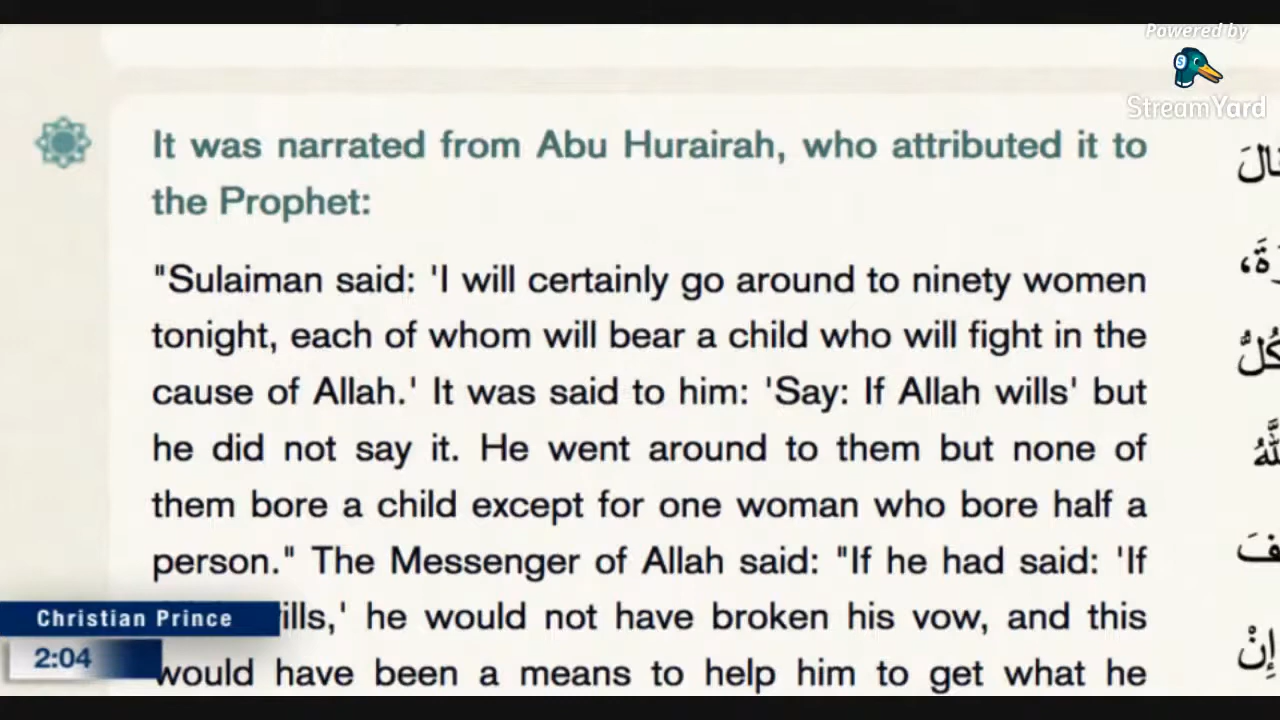 Powered by
StreamYard
It was narrated from Abu Hurairah, who attributed it to
the Prophet:
"Sulaiman said: 'I will certainly go around to ninety women
tonight, each of whom will bear a child who will fight in the
cause of Allah.' It was said to him: 'Say: If Allah wills' but
he did not say it. He went around to them but none of
them bore a child except for one woman who bore half a
person." The Messenger of Allah said: "If he had said: 'If
ills,' he would not have broken his vow, and this
would have been a means to help him to get what he
Christian Prince
2:04